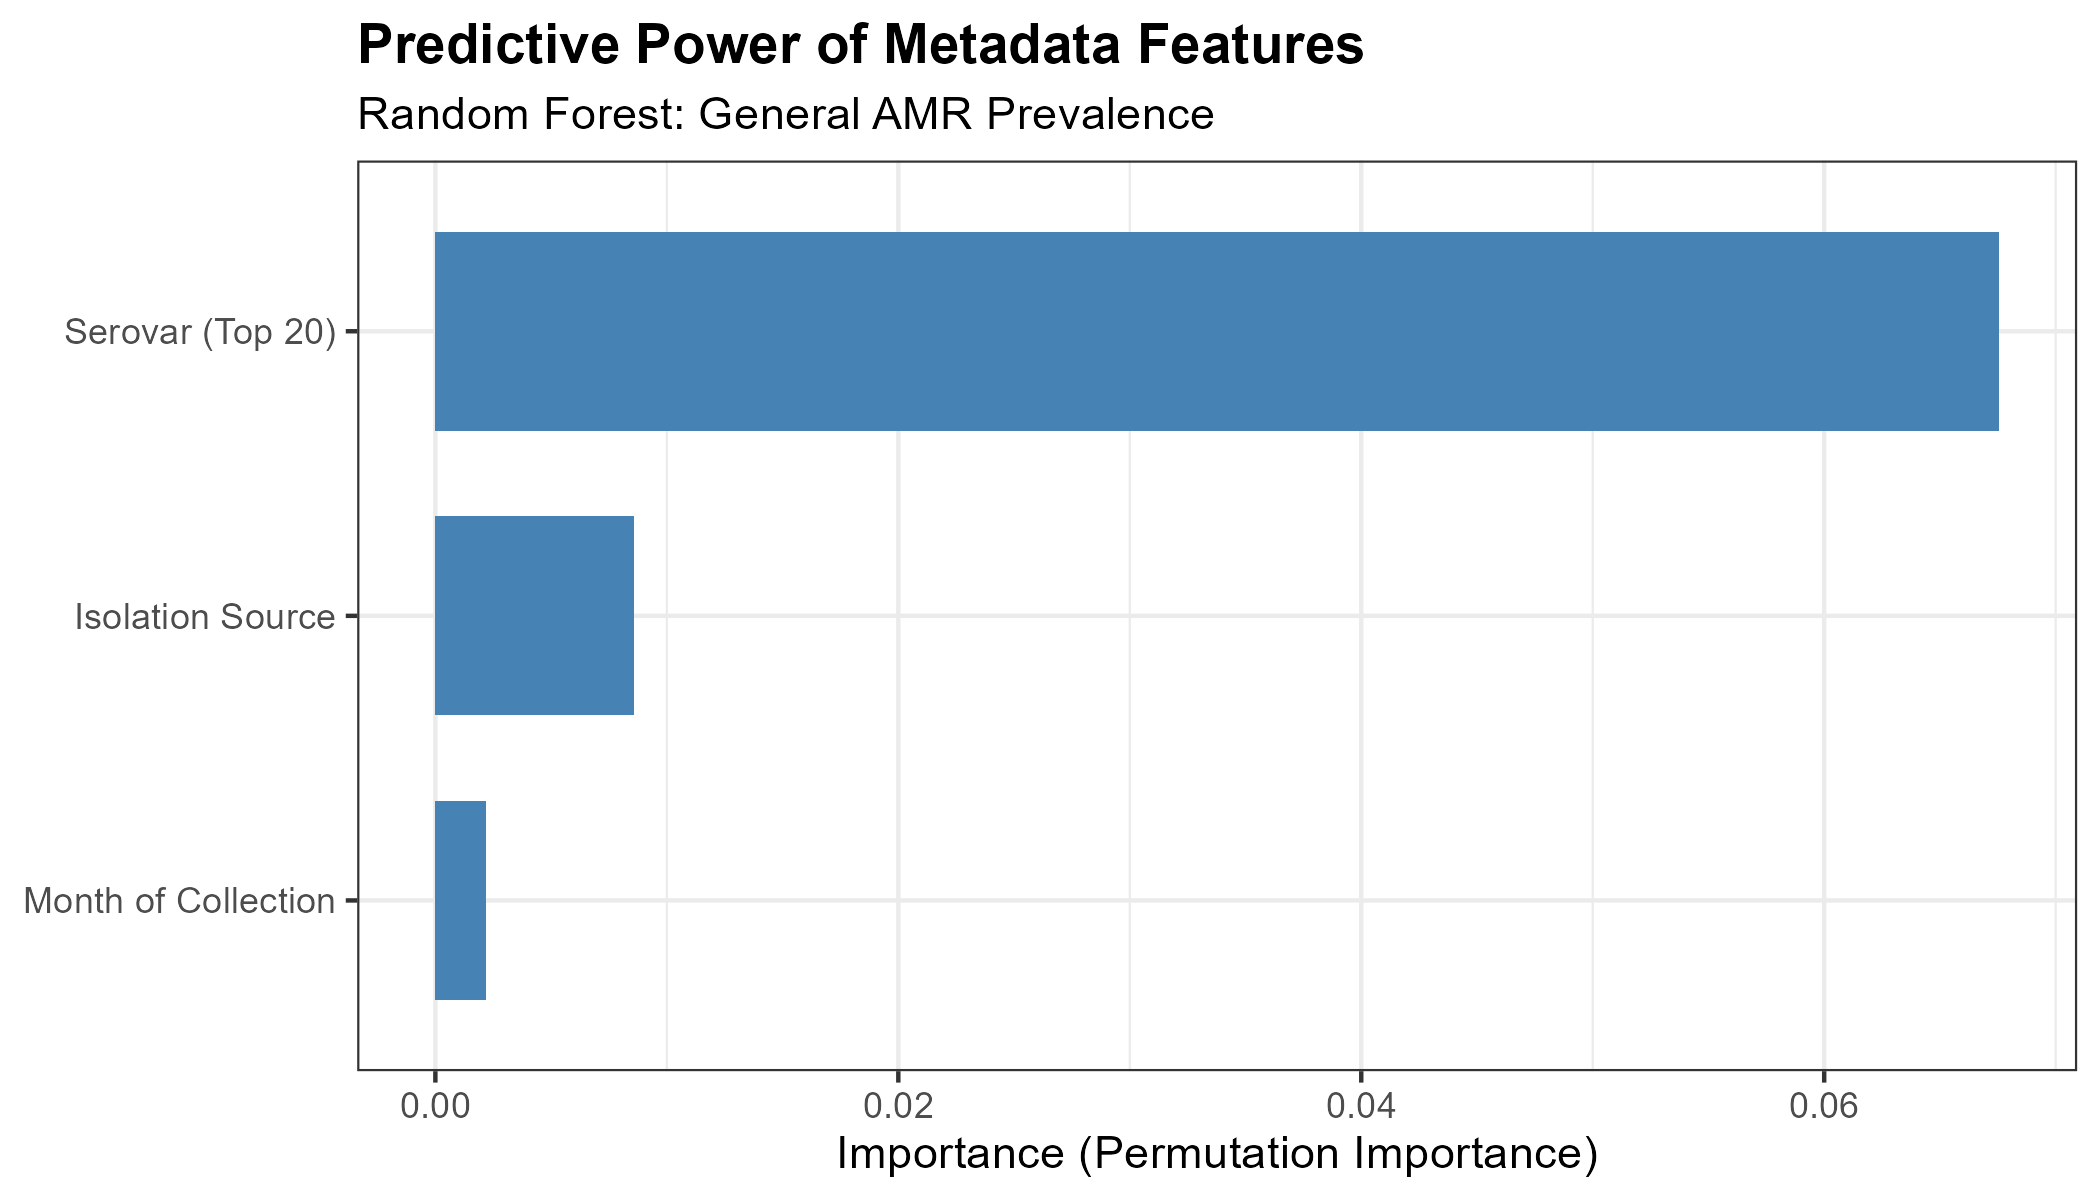 Predictive Power of Metadata Features
Random Forest: General AMR Prevalence
Serovar (Top 20)
Isolation Source
Month of Collection
0.00
0.02
0.04
0.06
Importance (Permutation Importance)